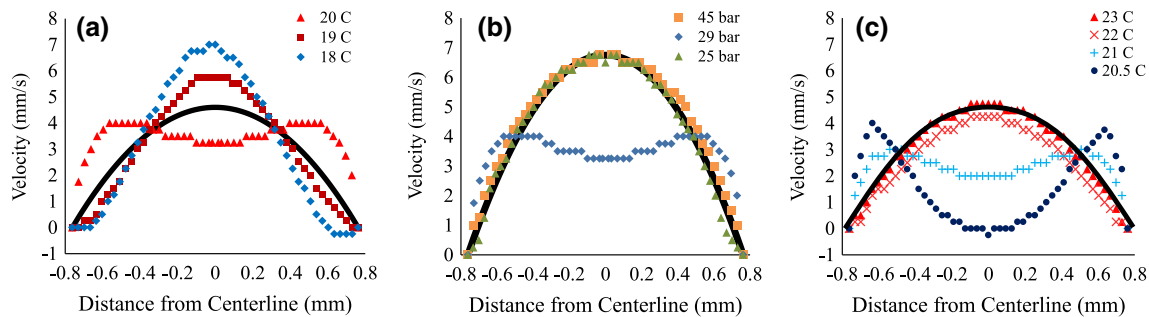 (a)
20 C
19 C
18 C
8
7
6
5
4
3
2
1
0
-1
Velocity (mm/s)
-0.8 -0.6 -0.4 -0.2 0 0.2 0.4 0.6 0.8
Distance from Centerline (mm)
(b)
45 bar
29 bar
25 bar
8
7
6
5
4
3
2
1
0
Velocity (mm/s)
-0.8 -0.6 -0.4 -0.2 0 0.2 0.4 0.6 0.8
Distance from Centerline (mm)
(c)
23 C
22 C
21 C
20.5 C
8
7
6
5
4
3
2
1
0
-1
Velocity (mm/s)
-0.8 -0.6 -0.4 -0.2 0 0.2 0.4 0.6 0.8
Distance from Centerline (mm)